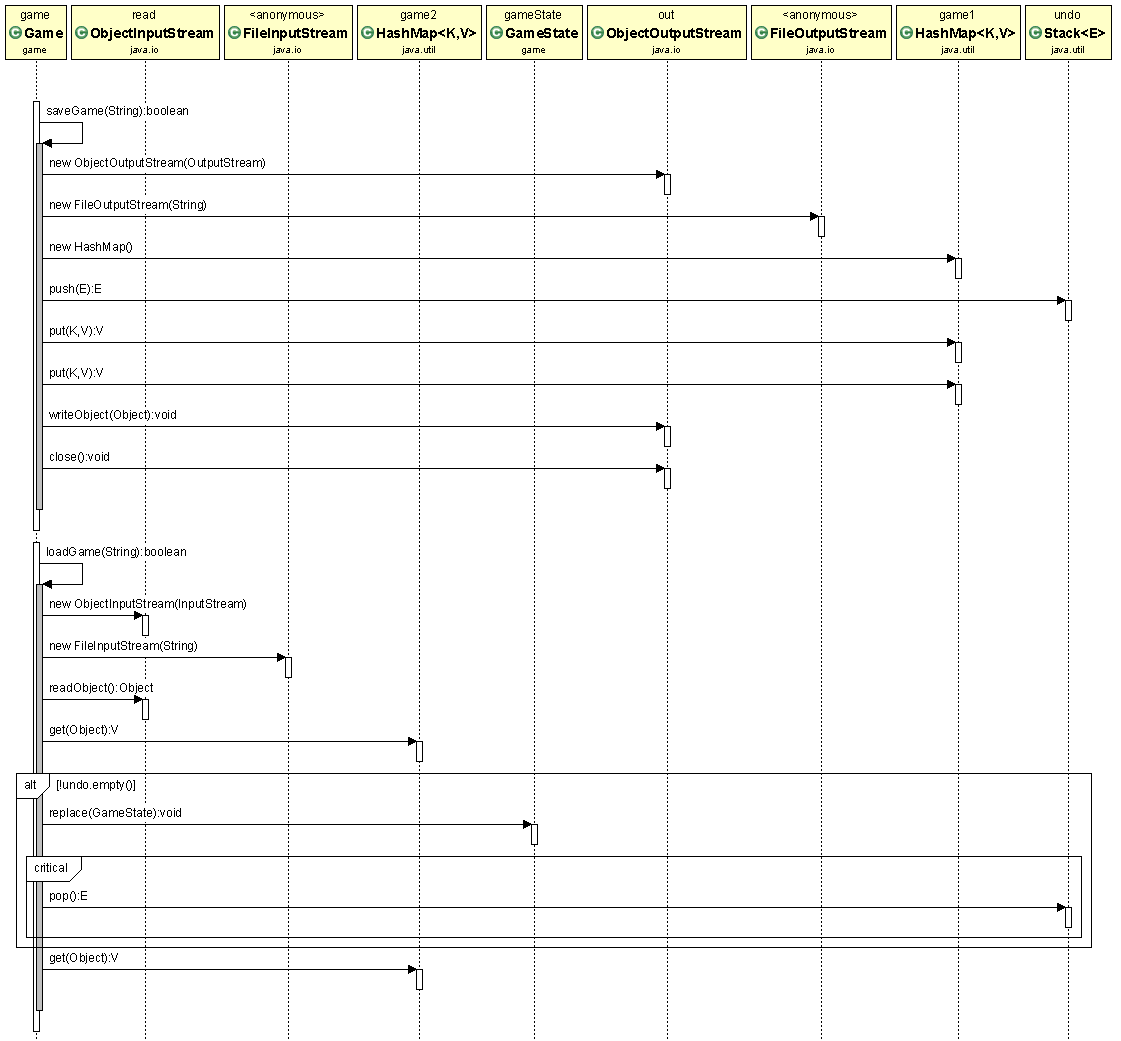 game
read
<anonymous>
game2
gameState
out
<anonymous>
game1
undo
C Game
C ObjectInputStream
C FileInputStream
C HashMap<K,V>
C GameState
C ObjectOutputStream
C FileOutputStream
C HashMap<K,V>
C Stack<E>
game
java.io
java.io
java.util
game
java.io
java.io
java.util
java.util
saveGame(String):boolean
new ObjectOutputStream(OutputStream)
new FileOutputStream(String)
new HashMap()
push(E):E
put(K,V):V
put(K,V):V
writeObject(Object):void
close():void
loadGame(String):boolean
new ObjectInputStream(InputStream)
new FileInputStream(String)
readObject():Object
get(Object):V
alt [!undo.empty()]
replace(GameState):void
critical
pop():E
get(Object):V